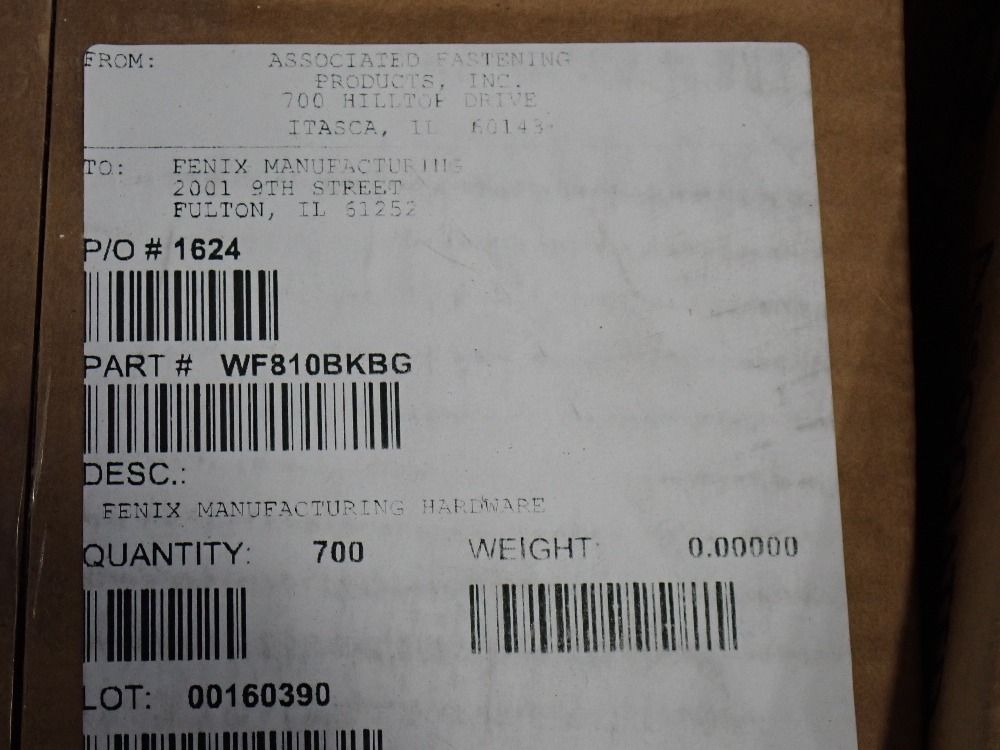 FROM: ASSOCIATED FASTENING
PRODUCTS, INC.
700 HILLTOP DRIVE
ITASCA, IL 60143-
TO: FENIX MANUFACTURING
2001 9TH STREET
FULTON, IL 61252
P/O # 1624
PART # WF810BKBG
DESC.:
FENIX MANUFACTURING HARDWARE
QUANTITY: 700 WEIGHT: 0.00000
LOT: 00160390